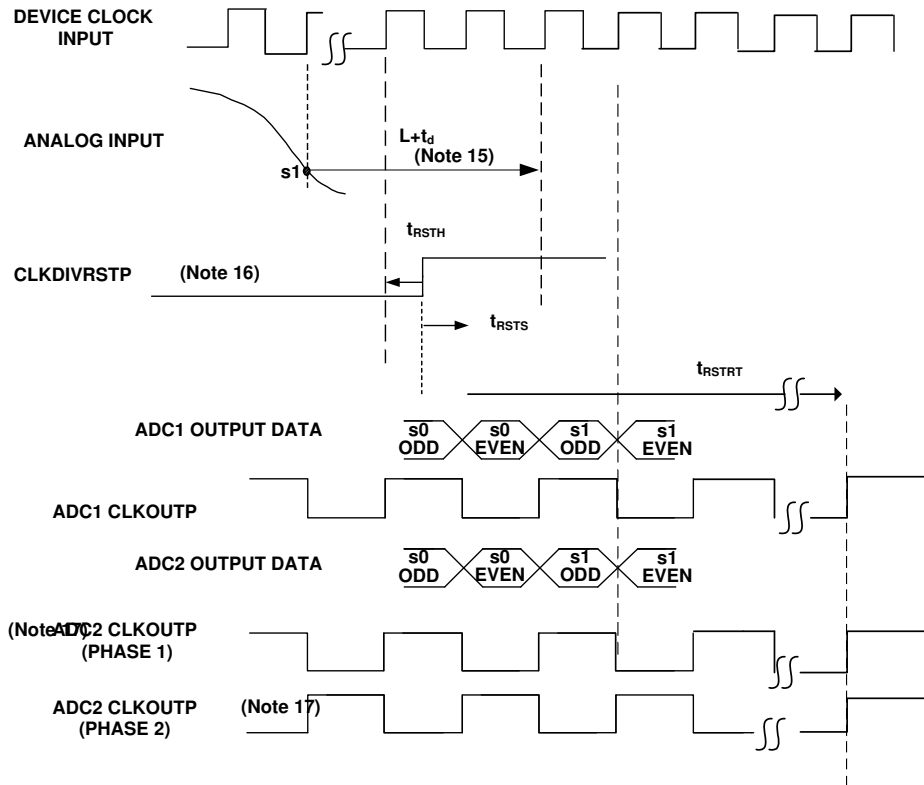 DEVICE CLOCK
INPUT
ANALOG INPUT
s1
L+td
(Note 15)
tRSTH
CLKDIVRSTP
(Note 16)
tRSTS
tRSTRT
ADC1 OUTPUT DATA
s0
ODD
s0
EVEN
s1
ODD
s1
EVEN
ADC1 CLKOUTP
ADC2 OUTPUT DATA
s0
ODD
s0
EVEN
s1
ODD
s1
EVEN
(Note 17)
ADC2 CLKOUTP
(PHASE 1)
ADC2 CLKOUTP
(PHASE 2)
(Note 17)